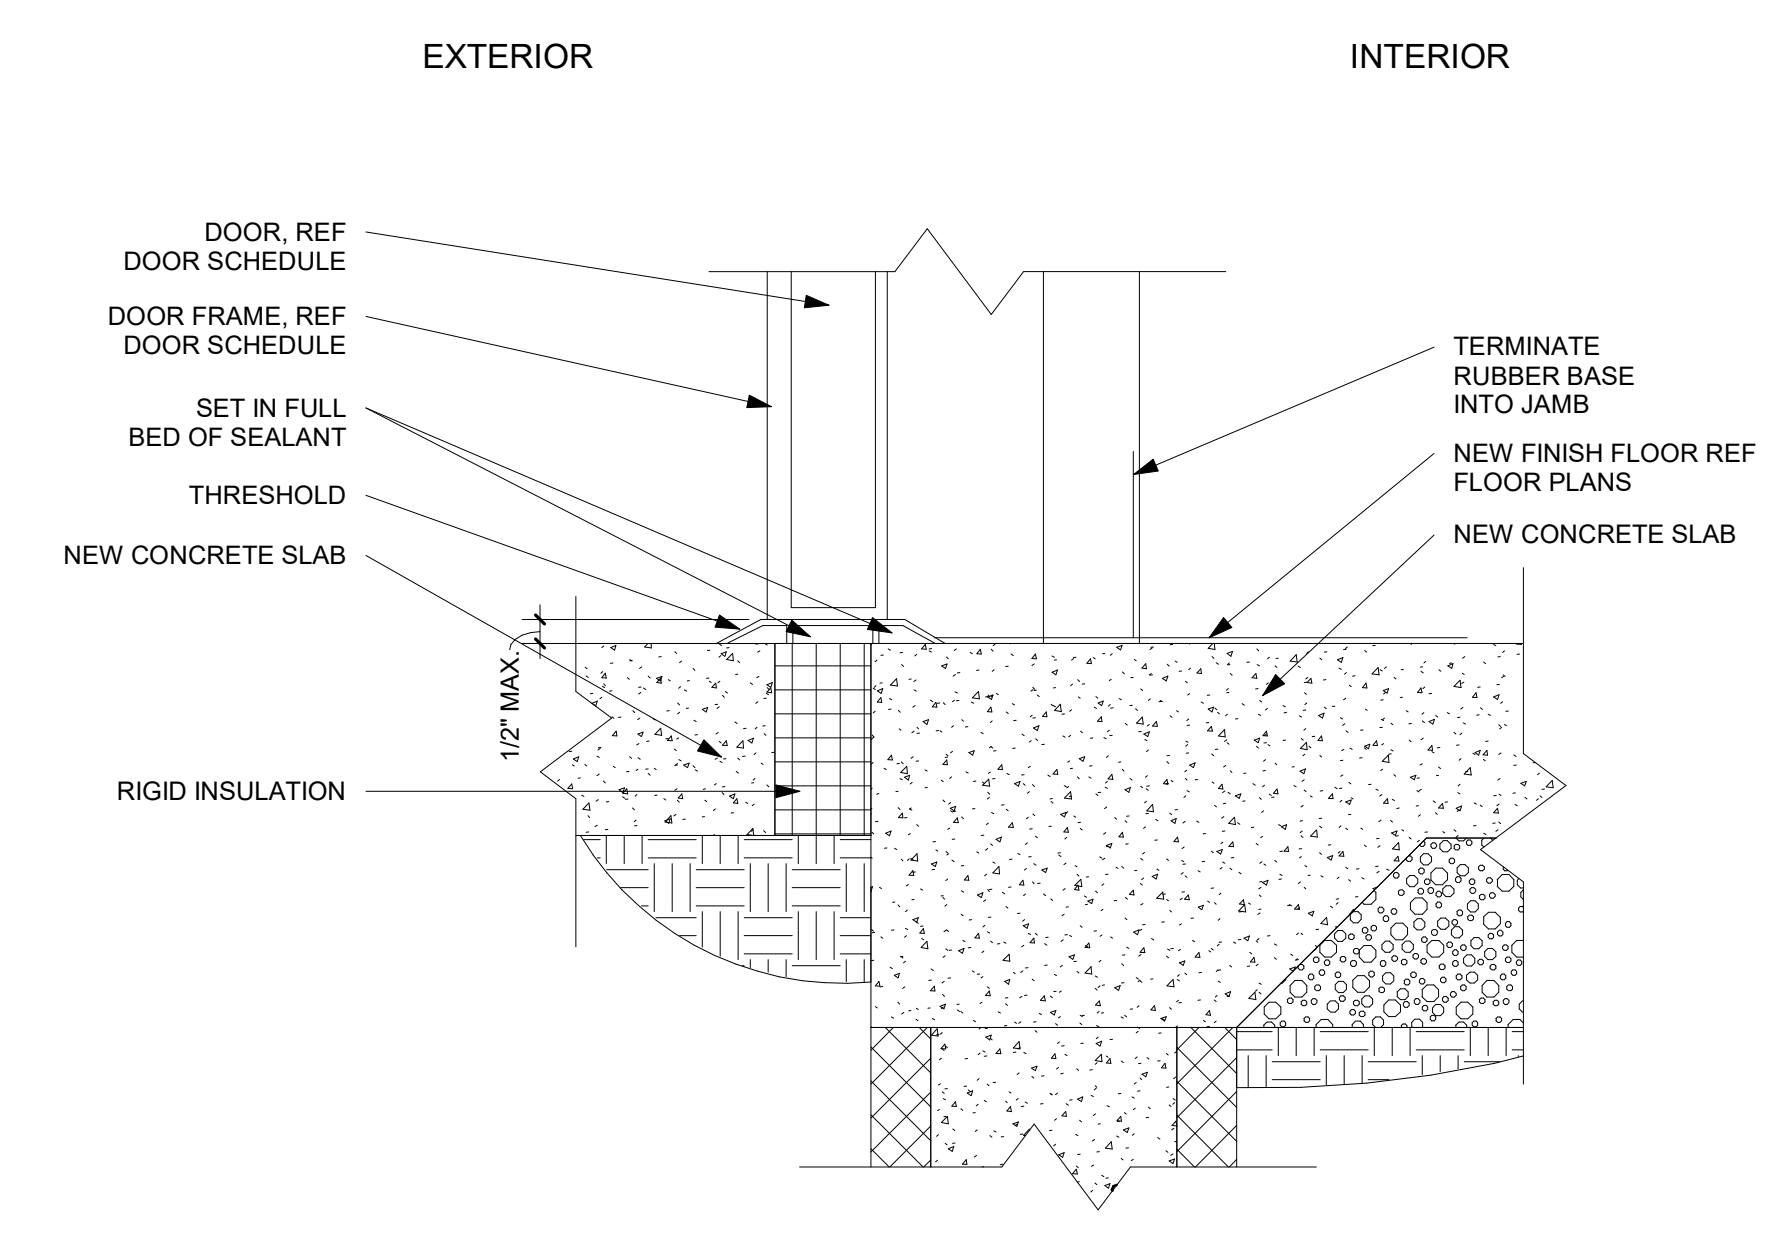 EXTERIOR
INTERIOR
DOOR, REF
DOOR SCHEDULE
DOOR FRAME, REF
DOOR SCHEDULE
SET IN FULL
BED OF SEALANT
THRESHOLD
NEW CONCRETE SLAB
1/2" MAX.
RIGID INSULATION
TERMINATE
RUBBER BASE
INTO JAMB
NEW FINISH FLOOR REF
FLOOR PLANS
NEW CONCRETE SLAB